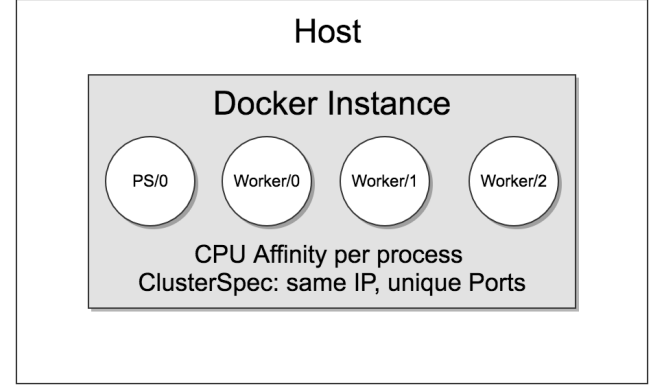 Host
Docker Instance
PS/0 Worker/0 Worker/1 Worker/2
CPU Affinity per process
ClusterSpec: same IP, unique Ports